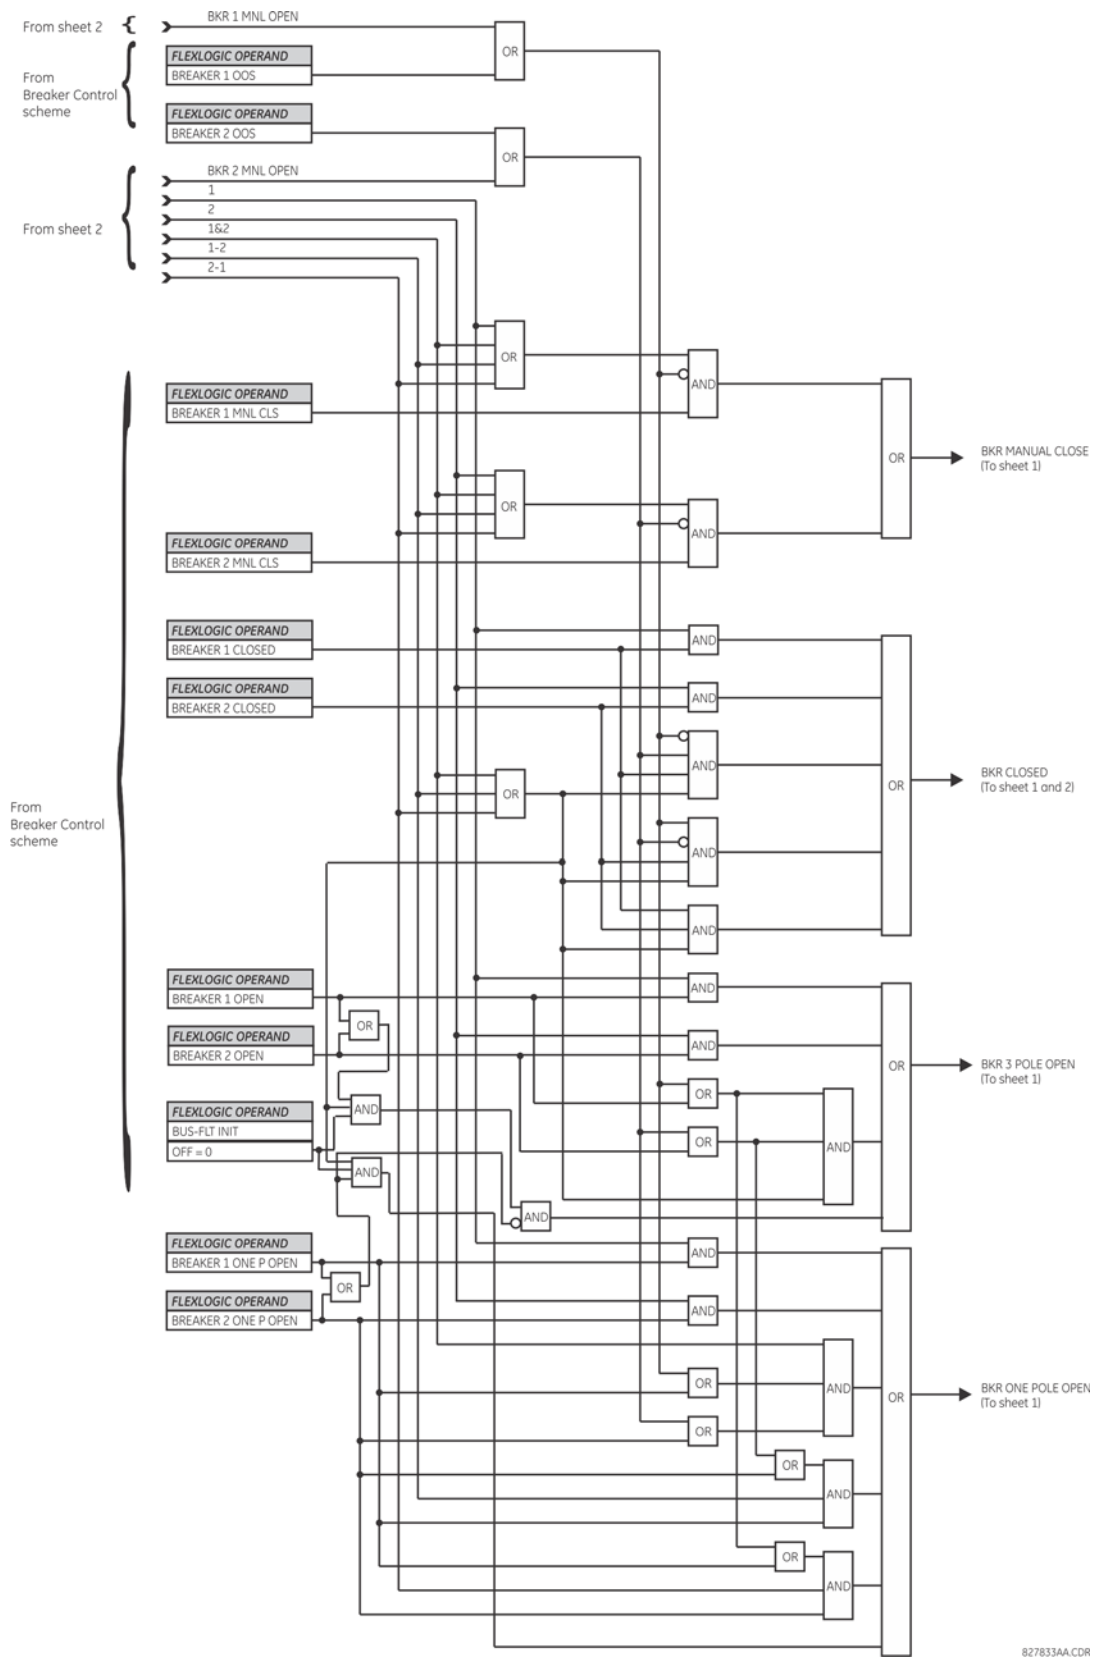 From sheet 2
BKR 1 MNL OPEN
OR
FLEXLOGIC OPERAND
BREAKER 1 OOS
From
Breaker Control
scheme
FLEXLOGIC OPERAND
BREAKER 2 OOS
OR
BKR 2 MNL OPEN
1
2
From sheet 2
1&2
1-2
2-1
OR
AND
FLEXLOGIC OPERAND
BREAKER 1 MNL CLS
OR
BKR MANUAL CLOSE
(To sheet 1)
OR
AND
FLEXLOGIC OPERAND
BREAKER 2 MNL CLS
FLEXLOGIC OPERAND
BREAKER 1 CLOSED
AND
FLEXLOGIC OPERAND
BREAKER 2 CLOSED
AND
AND
OR
OR
BKR CLOSED
(To sheet 1 and 2)
From
Breaker Control
scheme
AND
AND
FLEXLOGIC OPERAND
BREAKER 1 OPEN
AND
OR
FLEXLOGIC OPERAND
BREAKER 2 OPEN
AND
OR
BKR 3 POLE OPEN
(To sheet 1)
OR
FLEXLOGIC OPERAND
BUS-FLT INIT
OFF = 0
AND
OR
AND
AND
AND
FLEXLOGIC OPERAND
BREAKER 1 ONE P OPEN
AND
OR
FLEXLOGIC OPERAND
BREAKER 2 ONE P OPEN
AND
OR
AND
OR
BKR ONE POLE OPEN
(To sheet 1)
OR
OR
AND
OR
AND
827833AA.CDR